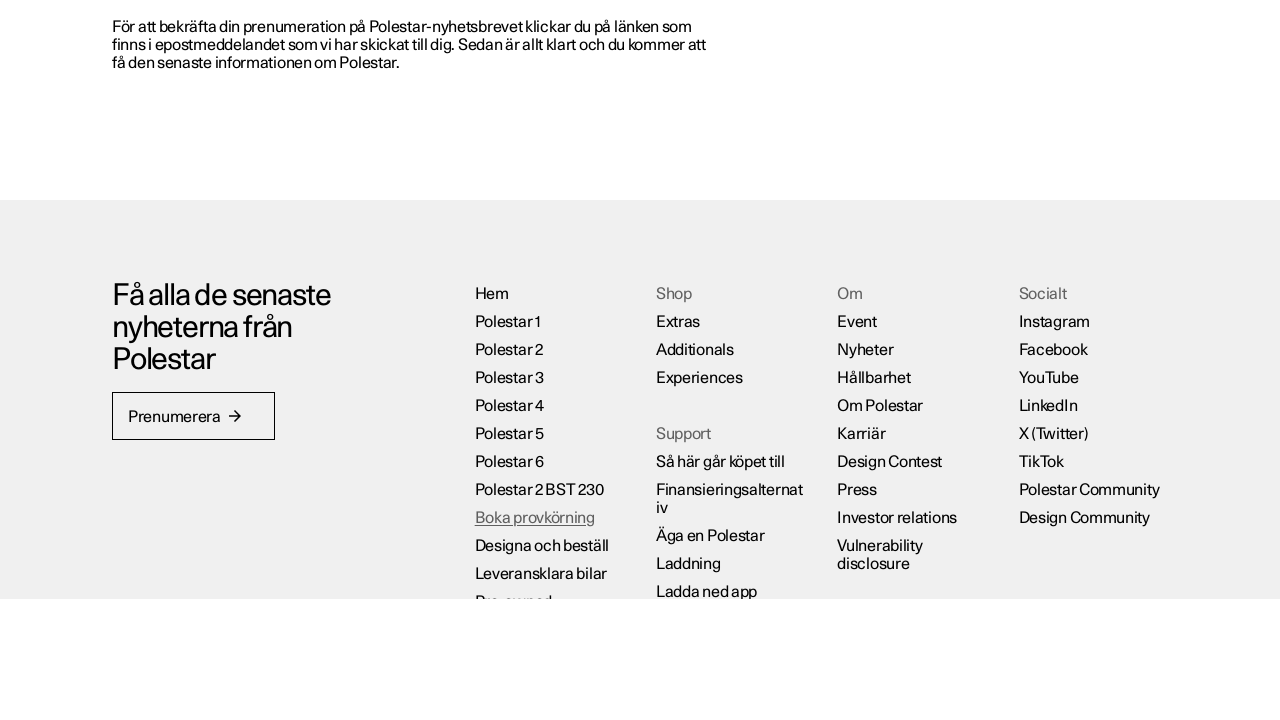 För att bekräfta din prenumeration på Polestar-nyhetsbrevet klickar du på länken som
finns i epostmeddelandet som vi har skickat till dig. Sedan är allt klart och du kommer att
få den senaste informationen om Polestar.
Få alla de senaste
nyheterna från
Polestar
Prenumerera →
Hem
Polestar 1
Polestar 2
Polestar 3
Polestar 4
Polestar 5
Polestar 6
Polestar 2 BST 230
Boka provkörning
Designa och beställ
Leveransklara bilar
Shop
Extras
Additionals
Experiences
Support
Så här går köpet till
Finansieringsalternat
iv
Äga en Polestar
Laddning
Ladda ned app
Om
Event
Nyheter
Hållbarhet
Om Polestar
Karriär
Design Contest
Press
Investor relations
Vulnerability
disclosure
Socialt
Instagram
Facebook
YouTube
LinkedIn
X (Twitter)
TikTok
Polestar Community
Design Community